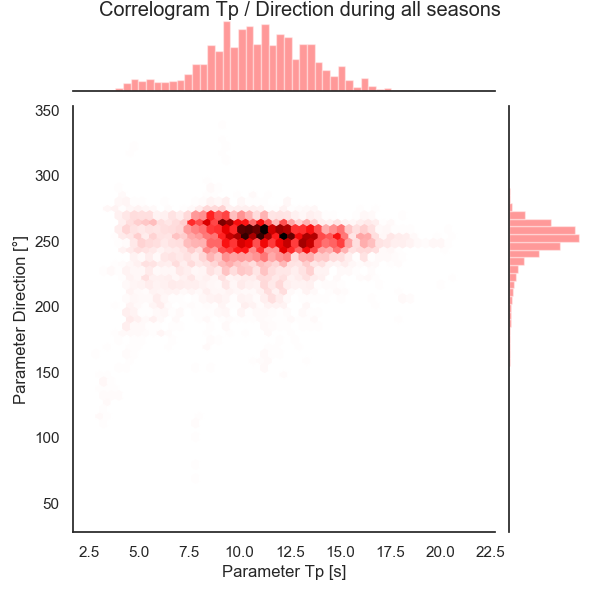 Correlogram Tp / Direction during all seasons
350
300
250
200
150
100
50
Parameter Direction [°]
2.5 5.0 7.5 10.0 12.5 15.0 17.5 20.0 22.5
Parameter Tp [s]